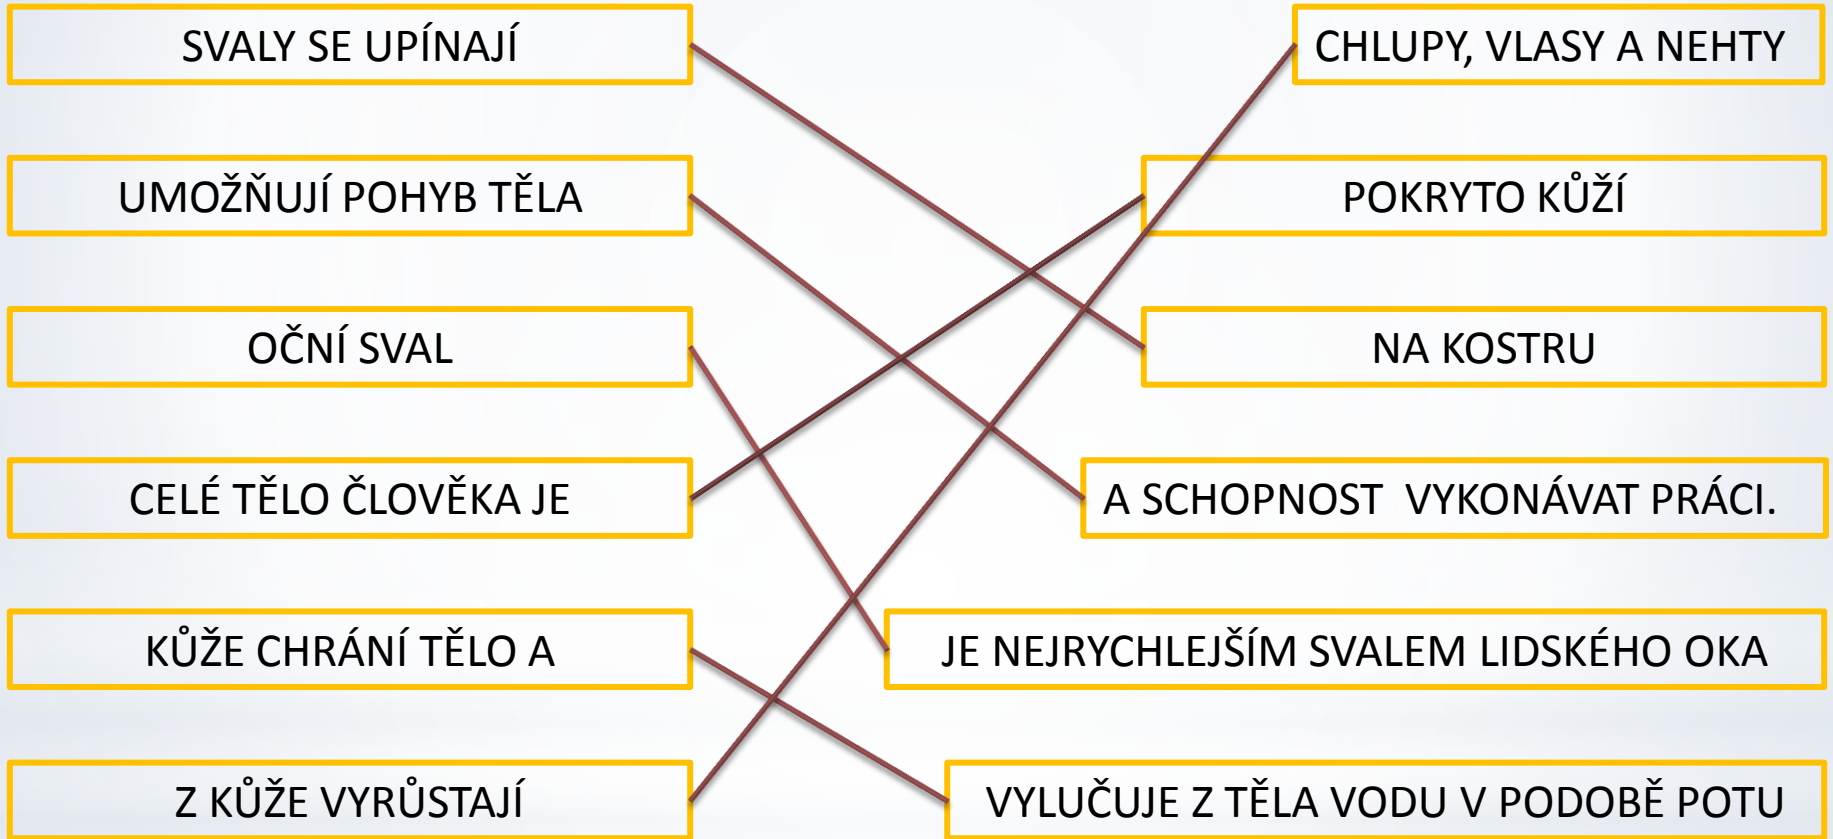 SVALY SE UPÍNAJÍ
CHLUPY, VLASY A NEHTY
UMOŽŇUJÍ POHYB TĚLA
POKRYTO KŮŽÍ
OČNÍ SVAL
NA KOSTRU
CELÉ TĚLO ČLOVĚKA JE
A SCHOPNOST  VYKONÁVAT PRÁCI.
KŮŽE CHRÁNÍ TĚLO A
JE NEJRYCHLEJŠÍM SVALEM LIDSKÉHO OKA
Z KŮŽE VYRŮSTAJÍ
VYLUČUJE Z TĚLA VODU V PODOBĚ POTU